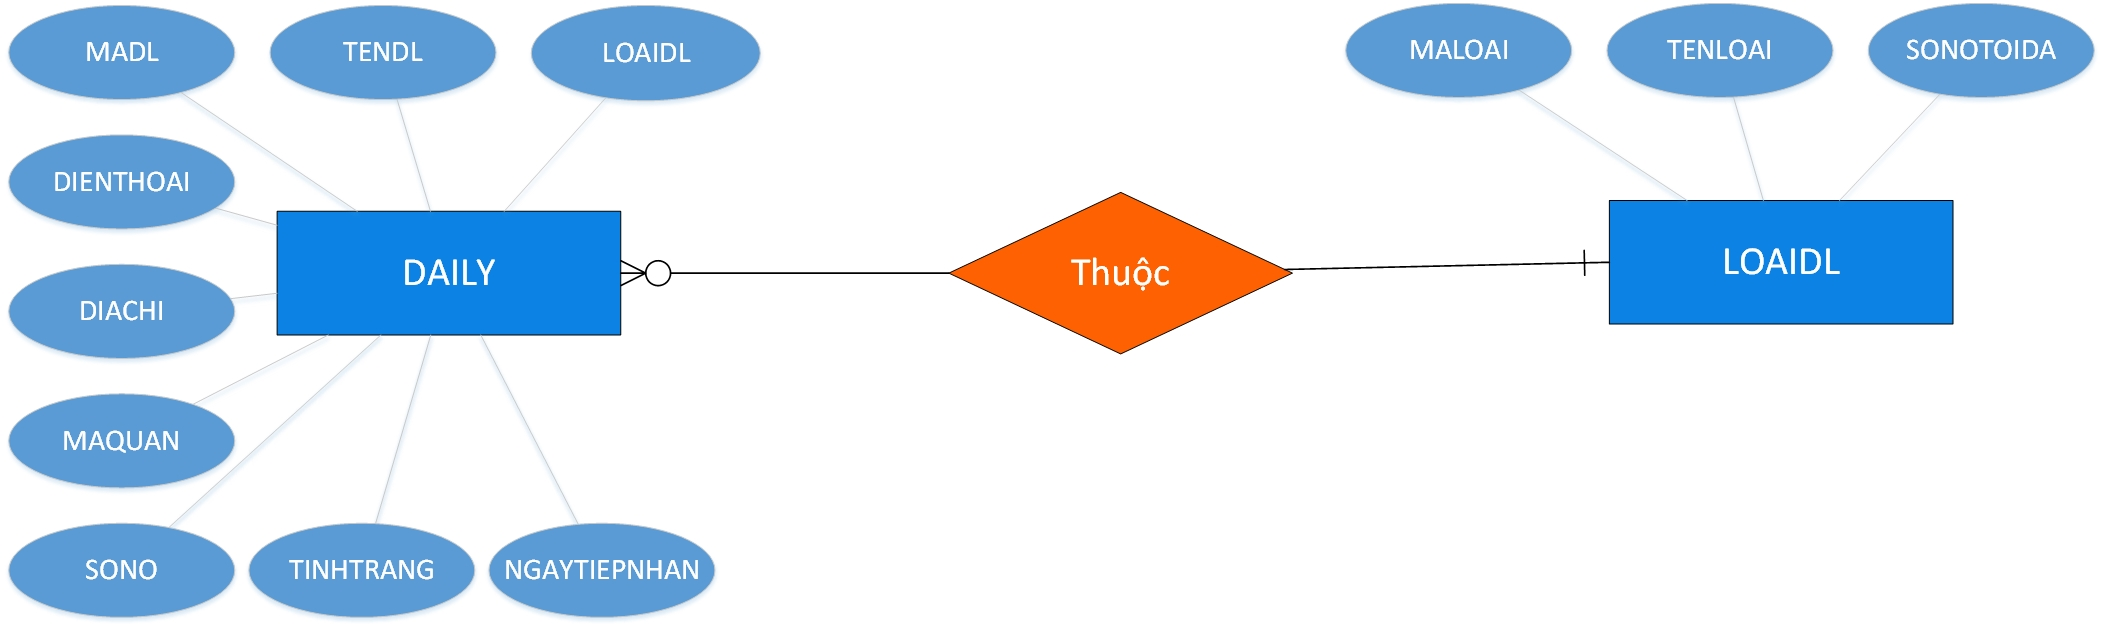 MADL
TENDL
LOAIDL
MALOAI
TENLOAI
SONOTOIDA
DIENTHOAI
DAILY
Thuộc
LOAIDL
DIACHI
MAQUAN
SONO
TINHTRANG
NGAYTIEPNHAN